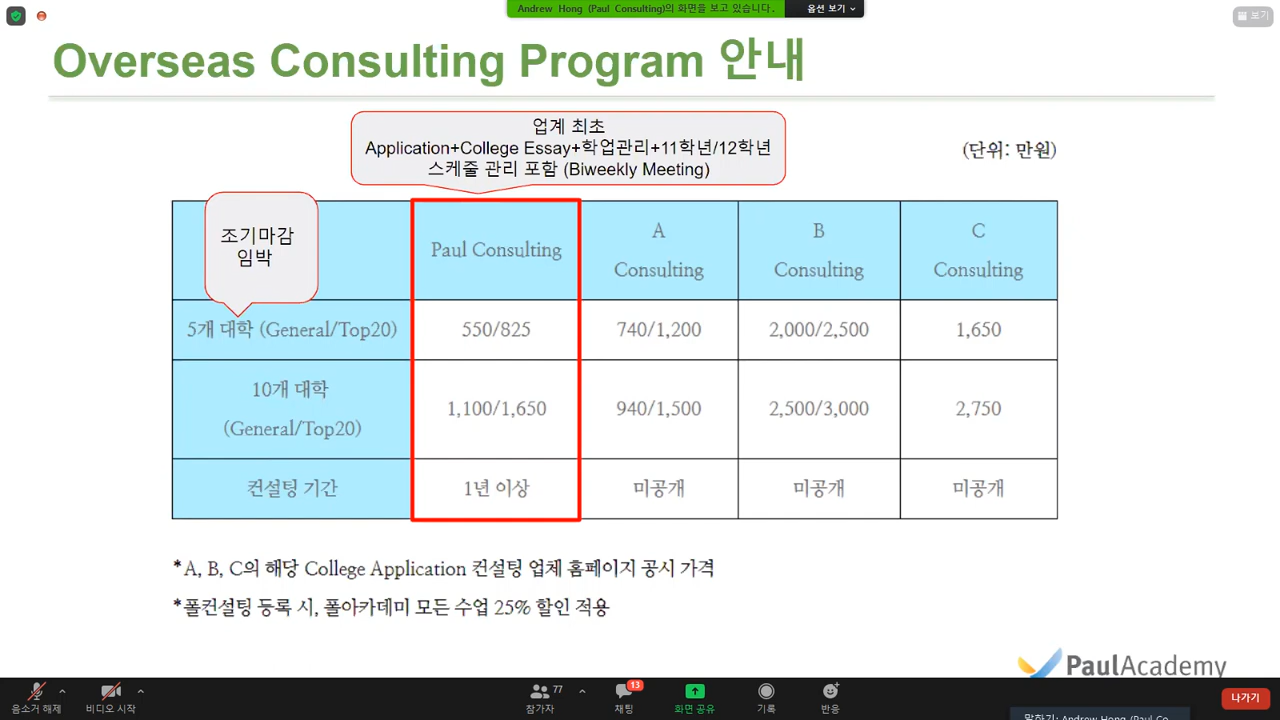 Andrew Hong (Paul Consulting)의 화면을 보고 있습니다.
옵션 보기
보기
Overseas Consulting Program 안내
업계 최초
Application+College Essay+학업관리+11학년/12학년
스케줄 관리 포함 (Biweekly Meeting)
(단위: 만원)
조기마감
임박
Paul Consulting
A
Consulting
B
Consulting
C
Consulting
5개 대학 (General/Top20)
550/825
740/1,200
2,000/2,500
1,650
10개 대학
(General/Top20)
1,100/1,650
940/1,500
2,500/3,000
2,750
컨설팅 기간
1년 이상
미공개
미공개
미공개
*A, B, C의 해당 College Application 컨설팅 업체 홈페이지 공시 가격
*폴컨설팅 등록 시, 폴아카데미 모든 수업 25% 할인 적용
PaulAcademy
음소거 해제
비디오 시작
77
참가자
13
채팅
화면 공유
기록
반응
나가기
말하기: Andrew Hong (Paul Co...